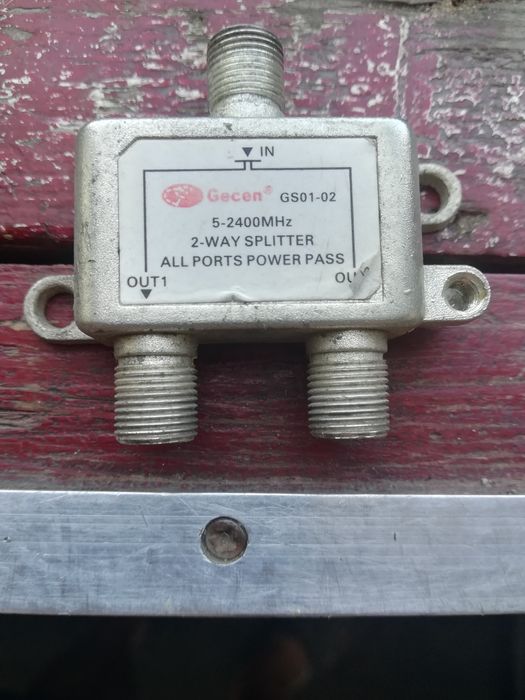 IN
Gecen® GS01-02
5-2400MHz
2-WAY SPLITTER
ALL PORTS POWER PASS
OUT1